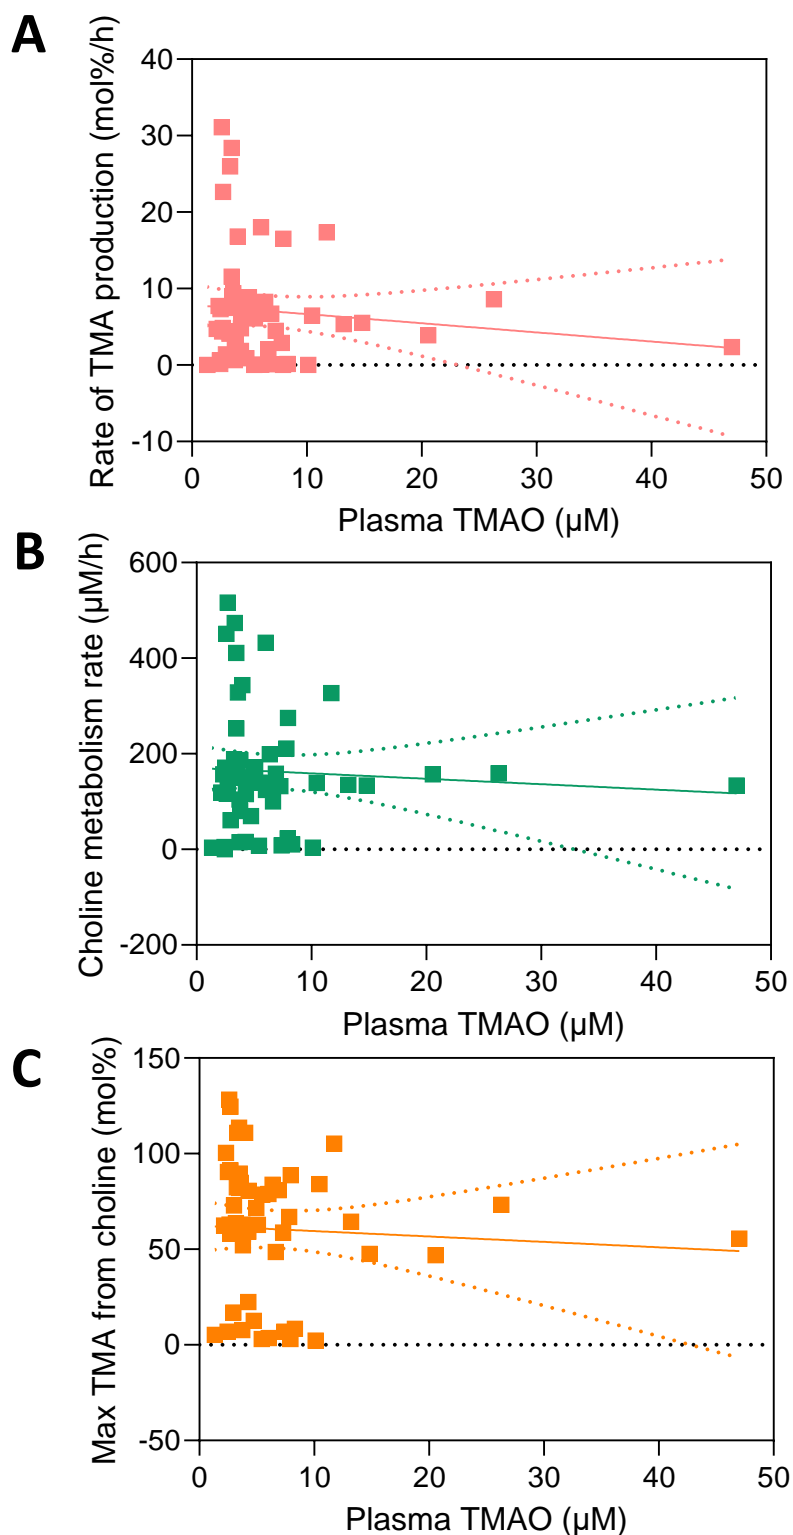 A
Rate of TMA production (mol%/h)
40
30
20
10
0
-10
0 10 20 30 40 50
Plasma TMAO (µM)
B
Choline metabolism rate (µM/h)
600
400
200
0
-200
0 10 20 30 40 50
Plasma TMAO (µM)
C
Max TMA from choline (mol%)
150
100
50
0
-50
0 10 20 30 40 50
Plasma TMAO (µM)